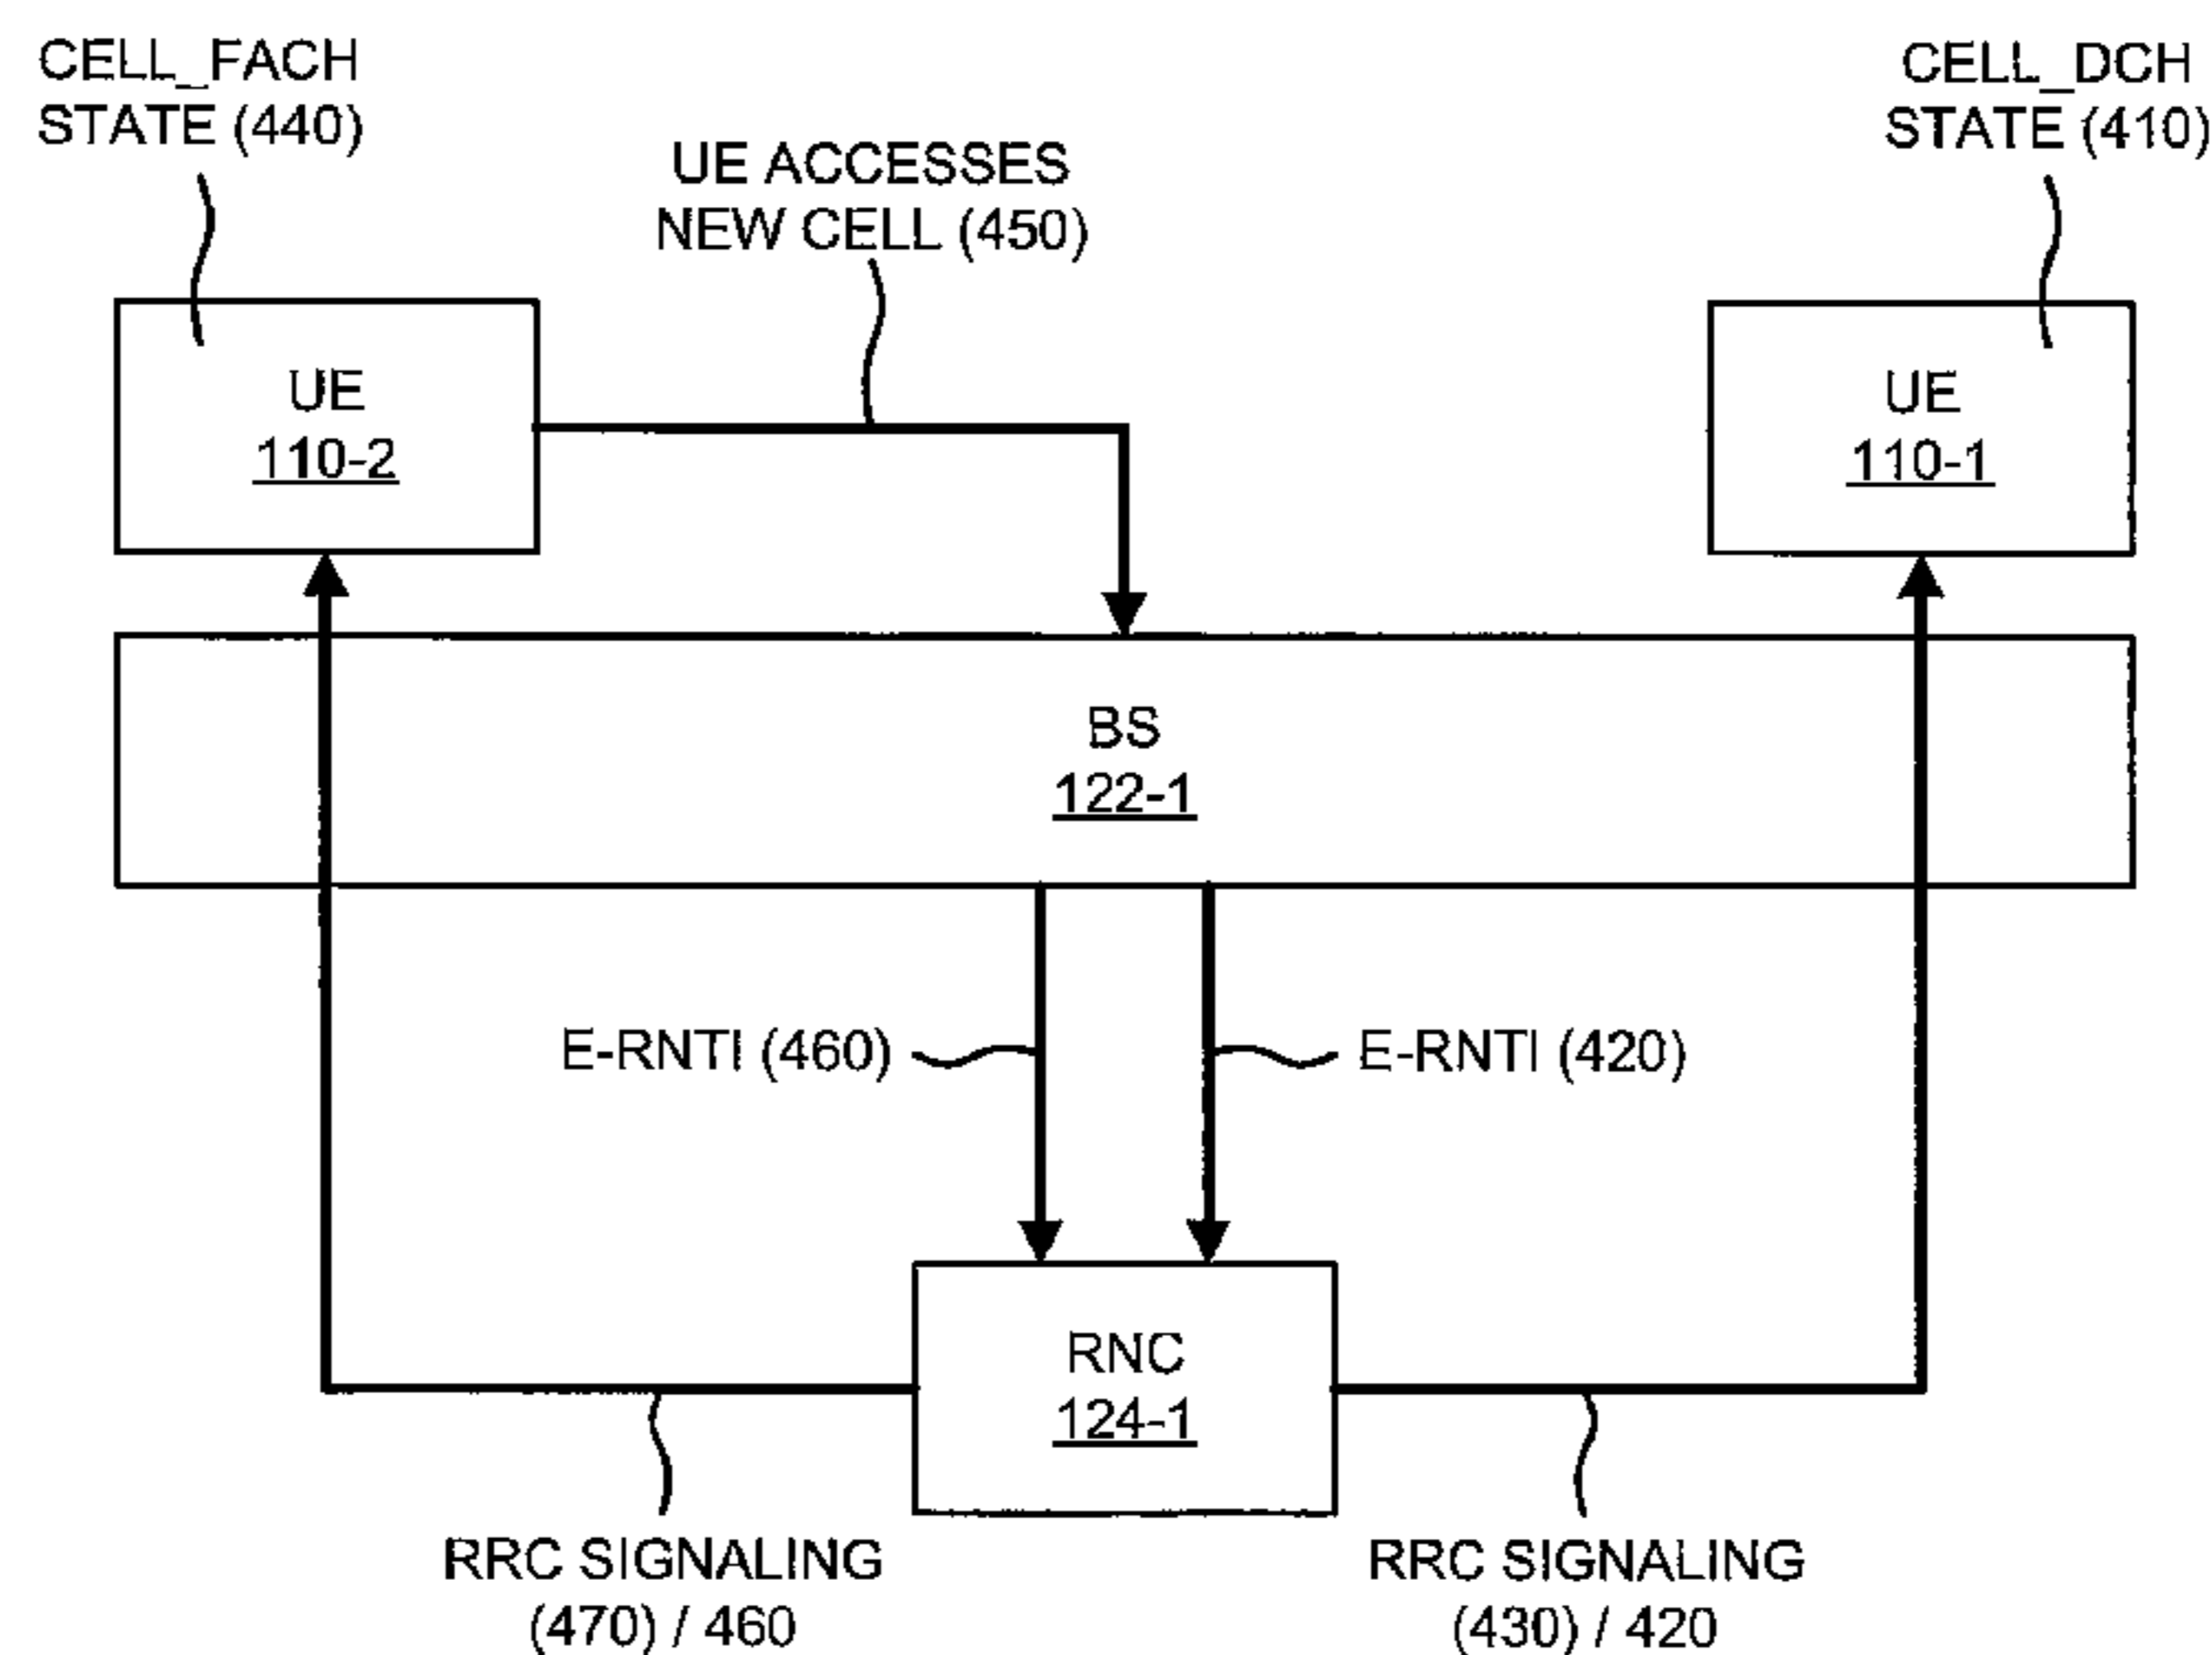 CELL_FACH
STATE (440)
CELL_DCH
STATE (410)
UE ACCESSES
NEW CELL (450)
UE
110-2
UE
110-1
BS
122-1
E-RNTI (460)
E-RNTI (420)
RNC
124-1
RRC SIGNALING
(470) / 460
RRC SIGNALING
(430) / 420